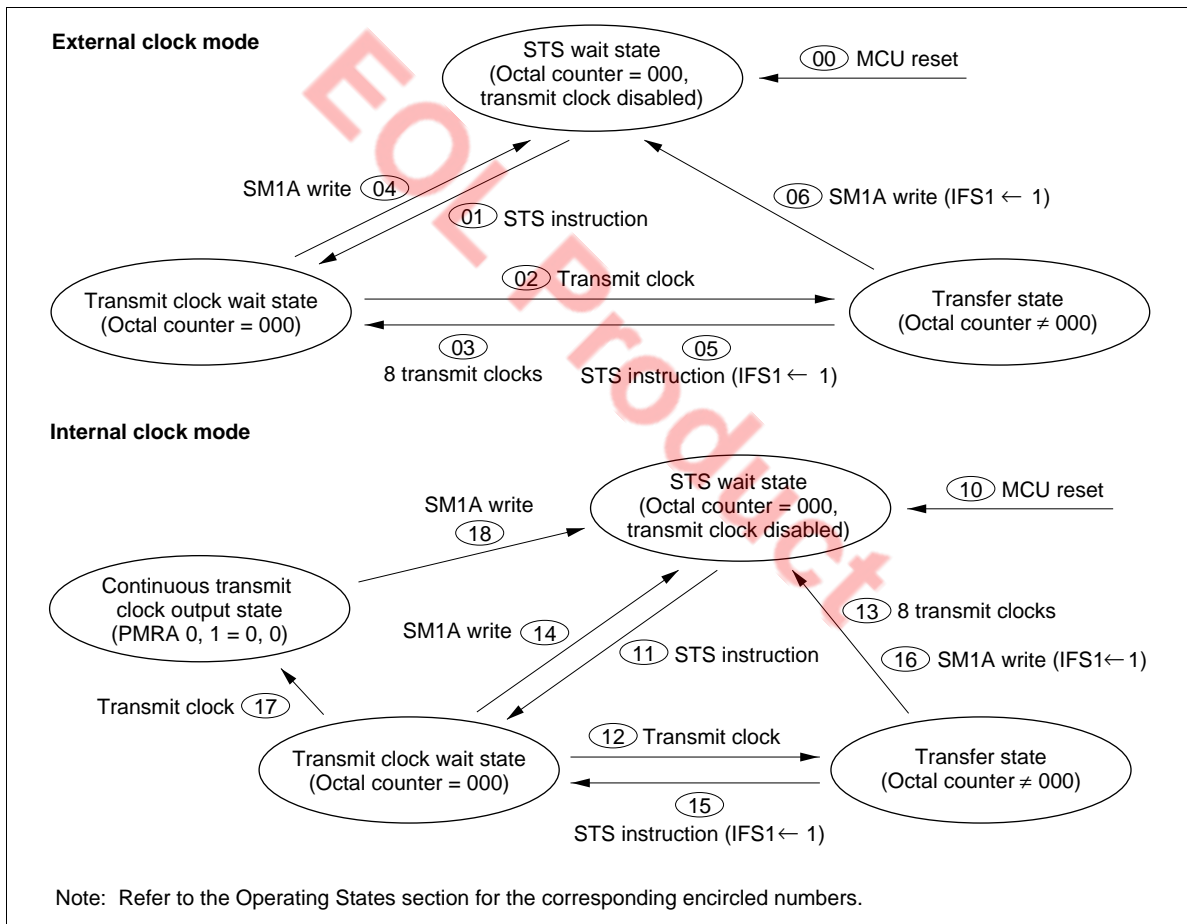 External clock mode
STS wait state
(Octal counter = 000,
transmit clock disabled)
00 MCU reset
SM1A write 04
01 STS instruction
06 SM1A write (IFS1 ← 1)
02 Transmit clock
Transmit clock wait state
(Octal counter = 000)
Transfer state
(Octal counter ≠ 000)
03
8 transmit clocks
05
STS instruction (IFS1 ← 1)
Internal clock mode
STS wait state
(Octal counter = 000,
transmit clock disabled)
10 MCU reset
SM1A write
18
Continuous transmit
clock output state
(PMRA 0, 1 = 0, 0)
SM1A write 14
11 STS instruction
13 8 transmit clocks
16 SM1A write (IFS1← 1)
Transmit clock 17
12 Transmit clock
Transmit clock wait state
(Octal counter = 000)
Transfer state
(Octal counter ≠ 000)
15
STS instruction (IFS1← 1)
Note: Refer to the Operating States section for the corresponding encircled numbers.
EOL Product